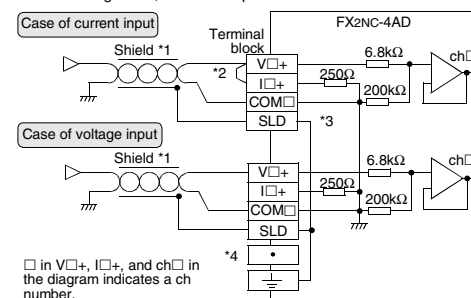 Case of current input
FX2NC-4AD
Terminal
block
Shield *1
*2
V□+
I□+
COM□
SLD
6.8kΩ
250Ω
200kΩ
ch□
*3
Case of voltage input
Shield *1
V□+
I□+
COM□
SLD
6.8kΩ
250Ω
200kΩ
ch□
*4
□ in V□+, I□+, and ch□ in
the diagram indicates a ch
number.